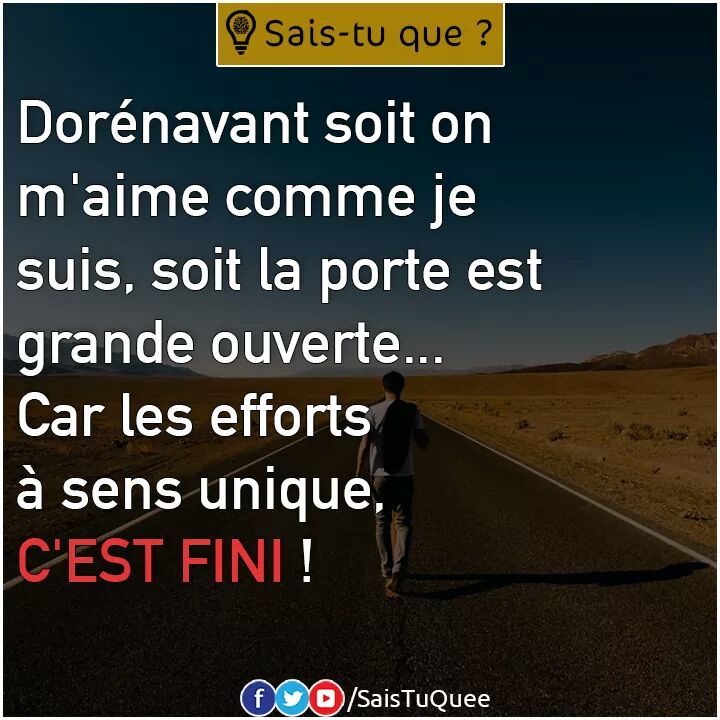 Sais-tu que ?
Dorénavant soit on
m'aime comme je
suis, soit la porte est
grande ouverte...
Car les efforts
à sens unique,
C'EST FINI !
/SaisTuQuee